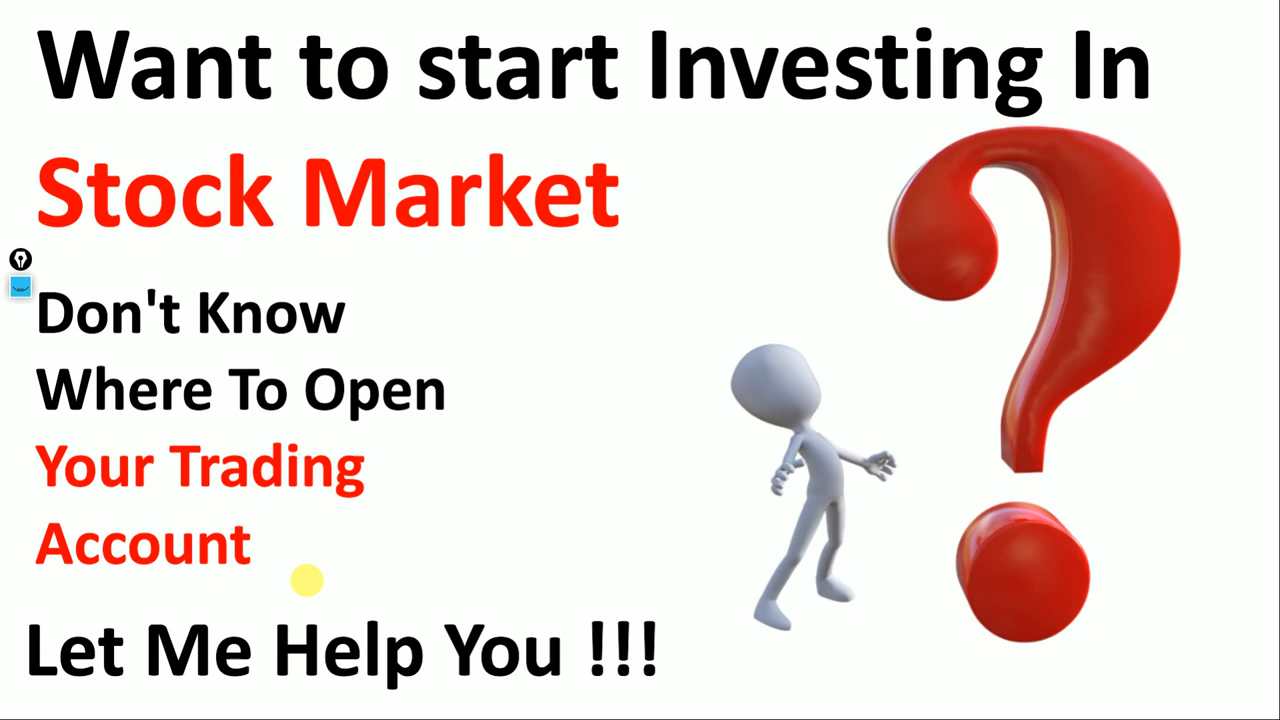 Want to start Investing In
Stock Market
Don't Know
Where To Open
Your Trading
Account
Let Me Help You !!!